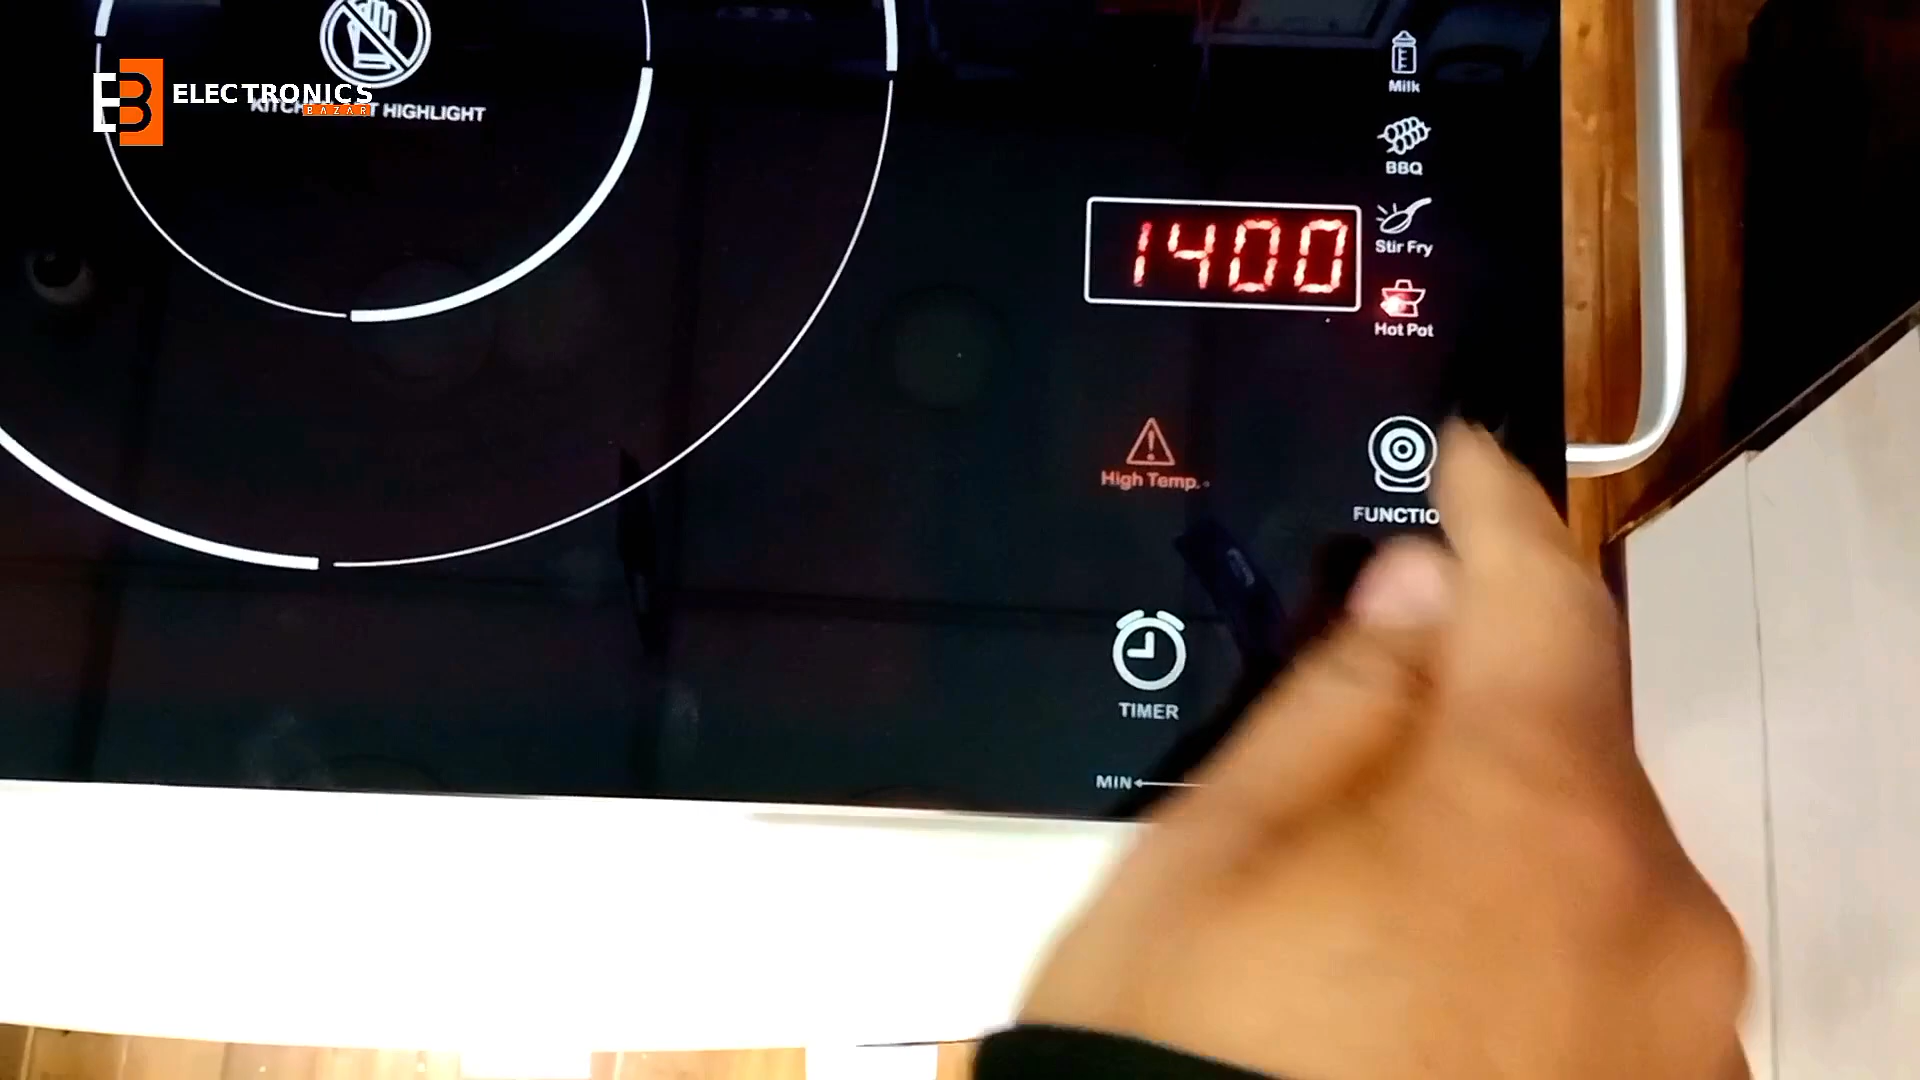 ELECTRONICS
BAZAR
HIGHLIGHT
Milk
BBQ
1400
Stir Fry
Hot Pot
High Temp.
FUNCTIO
TIMER
MIN